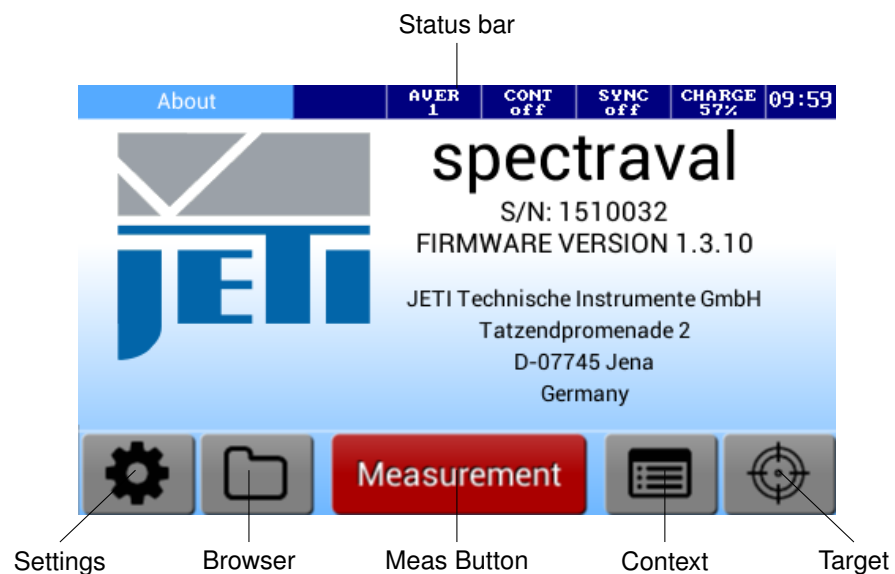 Status bar
About AVER 1 CONT off SYNC off CHARGE 57% 09:59
JETI
spectraval
S/N: 1510032
FIRMWARE VERSION 1.3.10
JETI Technische Instrumente GmbH
Tatzendpromenade 2
D-07745 Jena
Germany
Measurement
Settings Browser Meas Button Context Target